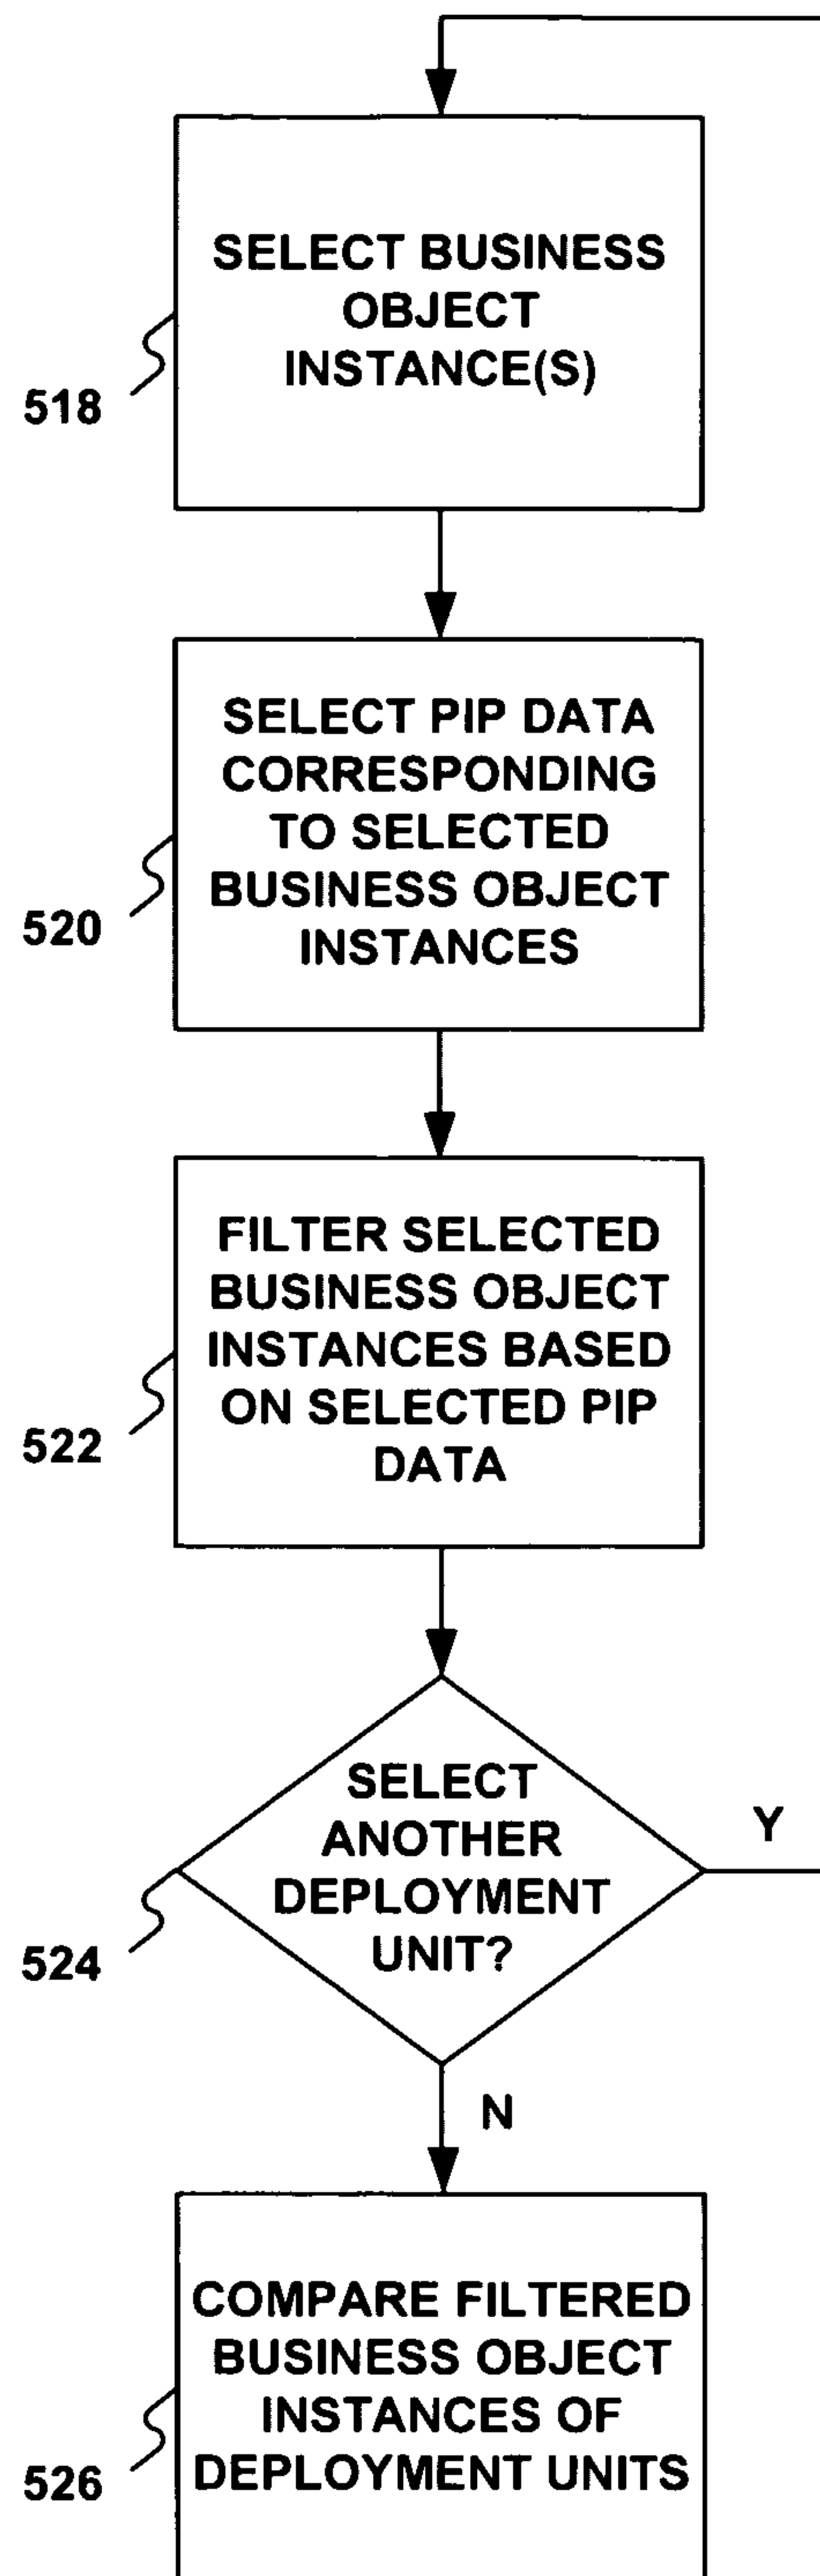 SELECT BUSINESS
OBJECT
INSTANCE(S)
518
SELECT PIP DATA
CORRESPONDING
TO SELECTED
BUSINESS OBJECT
INSTANCES
520
FILTER SELECTED
BUSINESS OBJECT
INSTANCES BASED
ON SELECTED PIP
DATA
522
SELECT
ANOTHER
DEPLOYMENT
UNIT?
Y
524
N
COMPARE FILTERED
BUSINESS OBJECT
INSTANCES OF
DEPLOYMENT UNITS
526